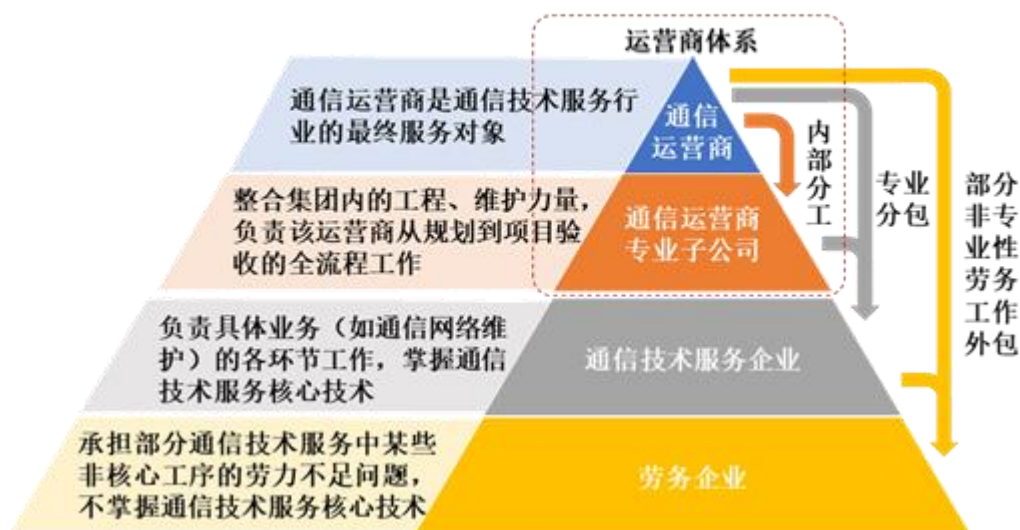 运营商体系
通信运营商是通信技术服务行
业的最终服务对象
通信
运营商
内
部
分
工
专业
分包
部分
非专
业性
劳务
工作
外包
整合集团内的工程、维护力量，
负责该运营商从规划到项目验
收的全流程工作
通信运营商
专业子公司
负责具体业务（如通信网络维
护）的各环节工作，掌握通信
技术服务核心技术
通信技术服务企业
承担部分通信技术服务中某些
非核心工序的劳力不足问题，
不掌握通信技术服务核心技术
劳务企业